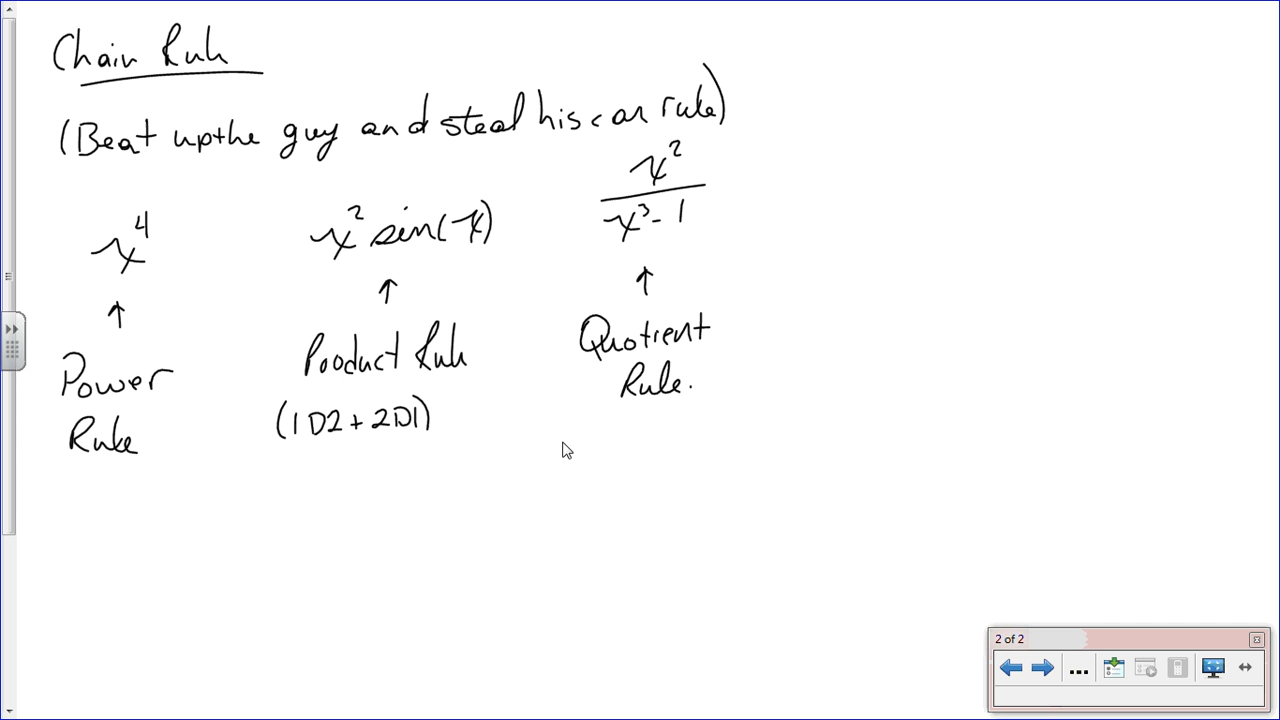 Chain Rule
(Beat up the guy and steal his car rule)
x⁴
x² sin(x)
x²
x³ - 1
↑
↑
↑
Power
Rule
Product Rule
(1D2 + 2D1)
Quotient
Rule.
2 of 2